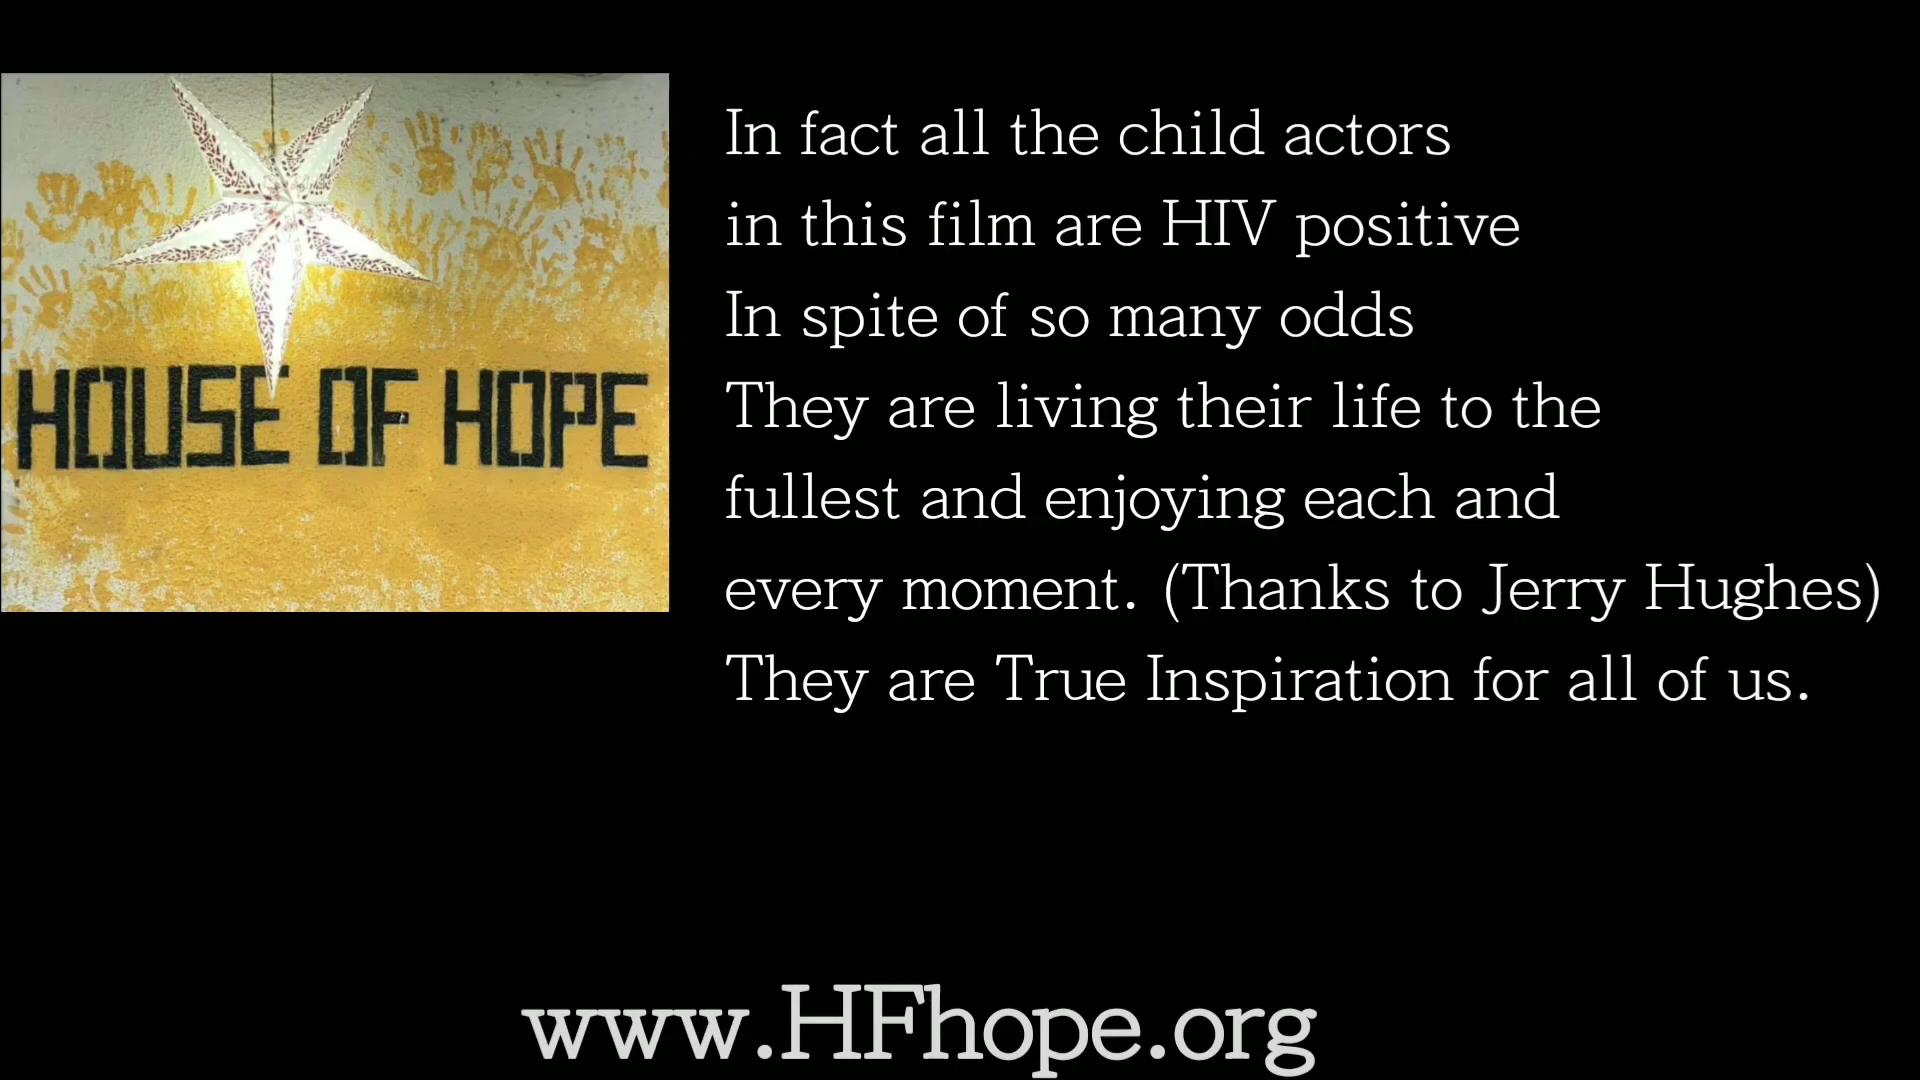 HOUSE OF HOPE
In fact all the child actors
in this film are HIV positive
In spite of so many odds
They are living their life to the
fullest and enjoying each and
every moment. (Thanks to Jerry Hughes)
They are True Inspiration for all of us.
www.HFhope.org